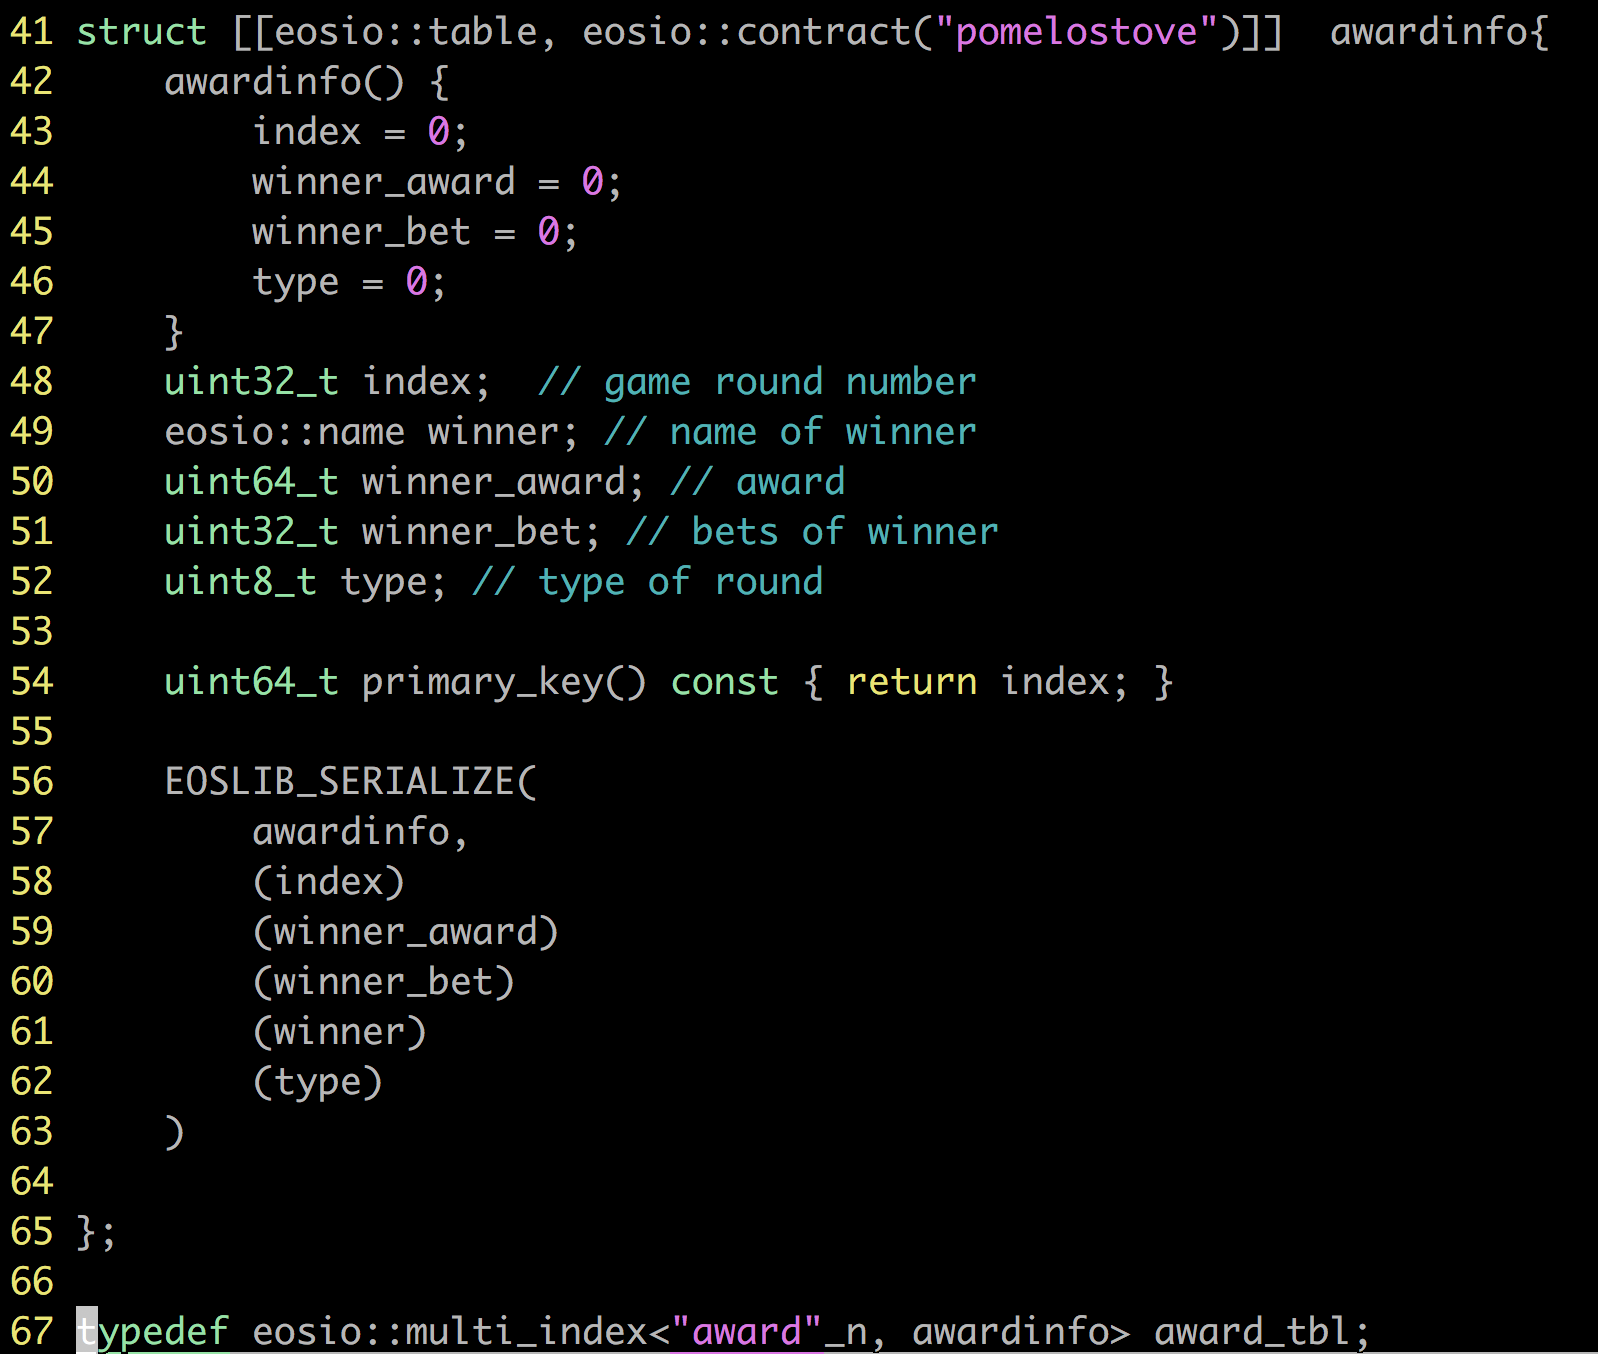 41 struct [[eosio::table, eosio::contract("pomelostove")]]  awardinfo{
42     awardinfo() {
43         index = 0;
44         winner_award = 0;
45         winner_bet = 0;
46         type = 0;
47     }
48     uint32_t index;  // game round number
49     eosio::name winner; // name of winner
50     uint64_t winner_award; // award
51     uint32_t winner_bet; // bets of winner
52     uint8_t type; // type of round
53
54     uint64_t primary_key() const { return index; }
55
56     EOSLIB_SERIALIZE(
57         awardinfo,
58         (index)
59         (winner_award)
60         (winner_bet)
61         (winner)
62         (type)
63     )
64
65 };
66
67 typedef eosio::multi_index<"award"_n, awardinfo> award_tbl;